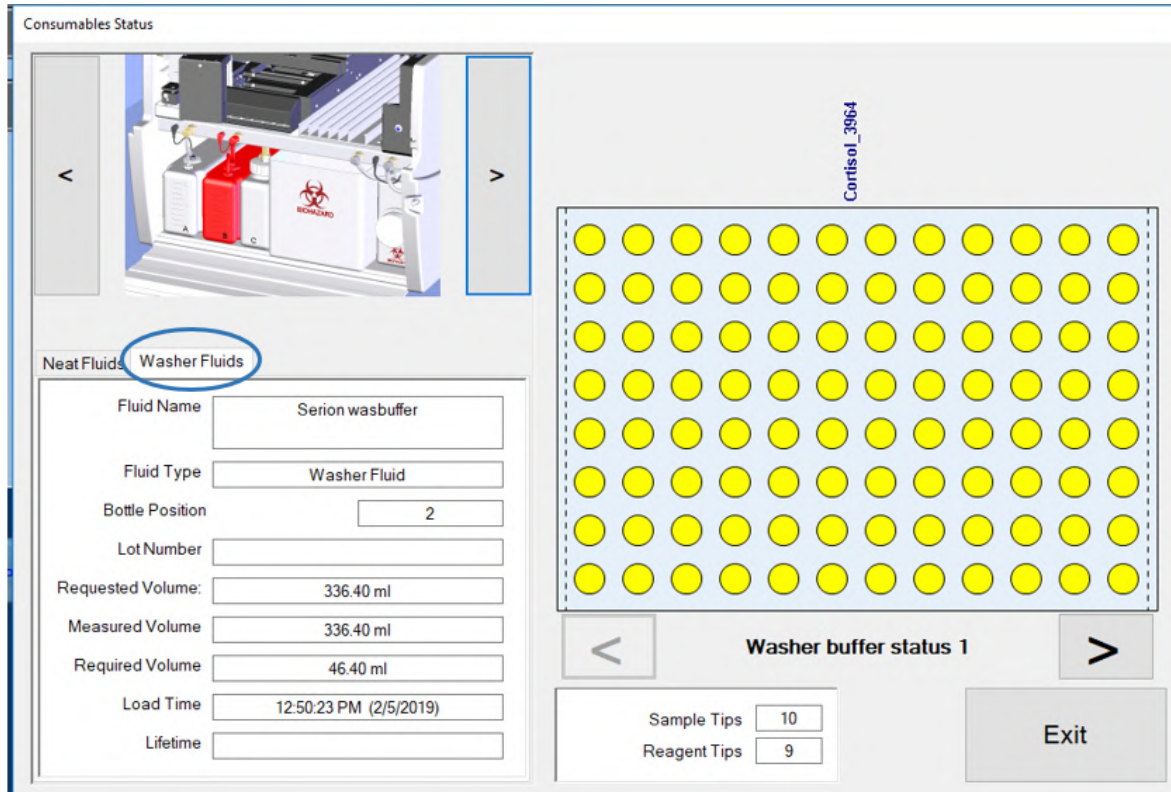 Consumables Status
<
A
B
C
BIOHAZARD
>
Neat Fluids
Washer Fluids
Fluid Name Serion wasbuffer
Fluid Type Washer Fluid
Bottle Position 2
Lot Number
Requested Volume: 336.40 ml
Measured Volume 336.40 ml
Required Volume 46.40 ml
Load Time 12:50:23 PM (2/5/2019)
Lifetime
Cortisol_3964
< Washer buffer status 1 >
Sample Tips 10
Reagent Tips 9
Exit